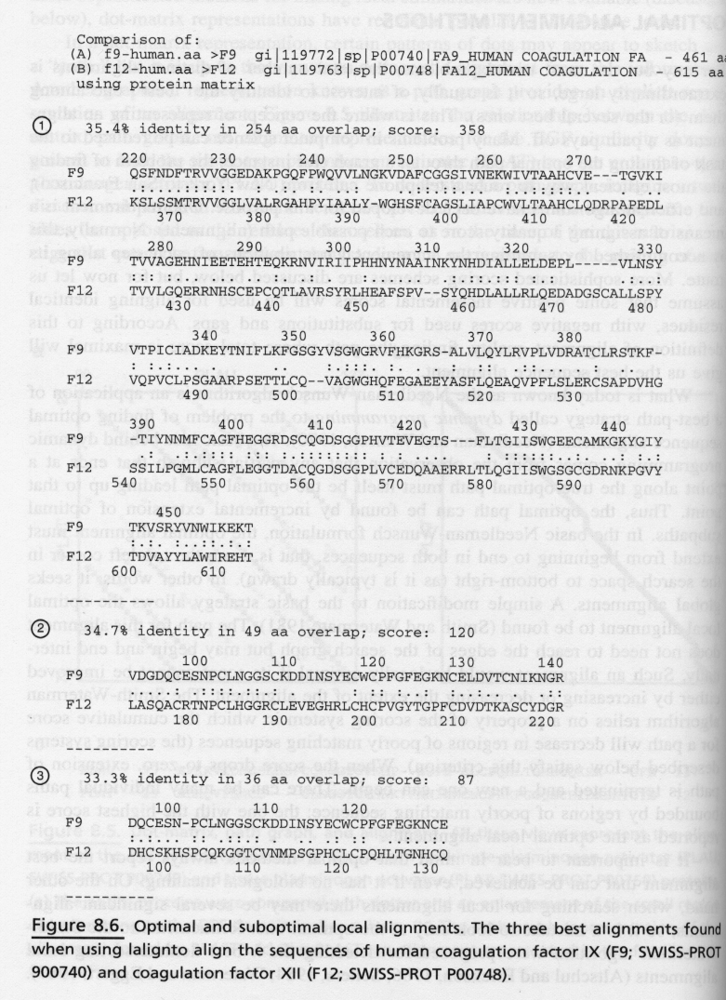 Comparison of:
(A) f9-human.aa >F9 gi|119772|sp|P00740|FA9_HUMAN COAGULATION FA - 461 aa
(B) f12-hum.aa >F12 gi|119763|sp|P00748|FA12_HUMAN COAGULATION - 615 aa
using protein matrix
① 35.4% identity in 254 aa overlap; score: 358
220 230 240 250 260 270
F9 QSFNDFTRVVGGEDAKPGQFPWQVVLNGKVDAFCGGSIVNEKWIVTAAHCVE---TGVKI
F12 KSLSSMTRVVGGLVALRGAHPYIAALY-WGHSFCAGSLIAPCWVLTAAHCLQDRPAPEDL
370 380 390 400 410 420
280 290 300 310 320 330
F9 TVVAGEHNIEETEHTEQKRNVIRIIPHHNYNAAINKYNHDIALLELDEPL-----VLNSY
F12 TVVLGQERRNHSCEPCQTLAVRSYRLHEAFSPV--SYQHDLALLRLQEDADGSCALLSPY
430 440 450 460 470 480
340 350 360 370 380
F9 VTPICIADKEYTNIFLKFGSGYVSGWGRVFHKGRS-ALVLQYLRVPLVDRATCLRSTKF-
F12 VQPVCLPSGAARPSETTLCQ--VAGWGHQFEGAEEYASFLQEAQVPFLSLERCSAPDVHG
490 500 510 520 530
390 400 410 420 430 440
F9 -TIYNNMFCAGFHEGGRDSCQGDSGGPHVTEVEGTS---FLTGIISWGEECAMKGKYGIY
F12 SSILPGMLCAGFLEGGTDACQGDSGGPLVCEDQAAERRLTLQGIISWGSGCGDRNKPGVY
540 550 560 570 580 590
450
F9 TKVSRYVNWIKEKT
F12 TDVAYYLAWIREHT
600 610
② 34.7% identity in 49 aa overlap; score: 120
100 110 120 130 140
F9 VDGDQCESNPCLNGGSCKDDINSYECWCPFGFEGKNCELDVTCNIKNGR
F12 LASQACRTNPCLHGGRCLEVEGHRLCHCPVGYTGPFCDVDTKASCYDGR
180 190 200 210 220
③ 33.3% identity in 36 aa overlap; score: 87
100 110 120
F9 DQCESN-PCLNGGSCKDDINSYECWCPFGFEGKNCE
F12 DHCSKHSPCQKGGTCVNMPSGPHCLCPQHLTGNHCQ
100 110 120 130
Figure 8.6. Optimal and suboptimal local alignments. The three best alignments found
when using lalignto align the sequences of human coagulation factor IX (F9; SWISS-PROT
900740) and coagulation factor XII (F12; SWISS-PROT P00748).